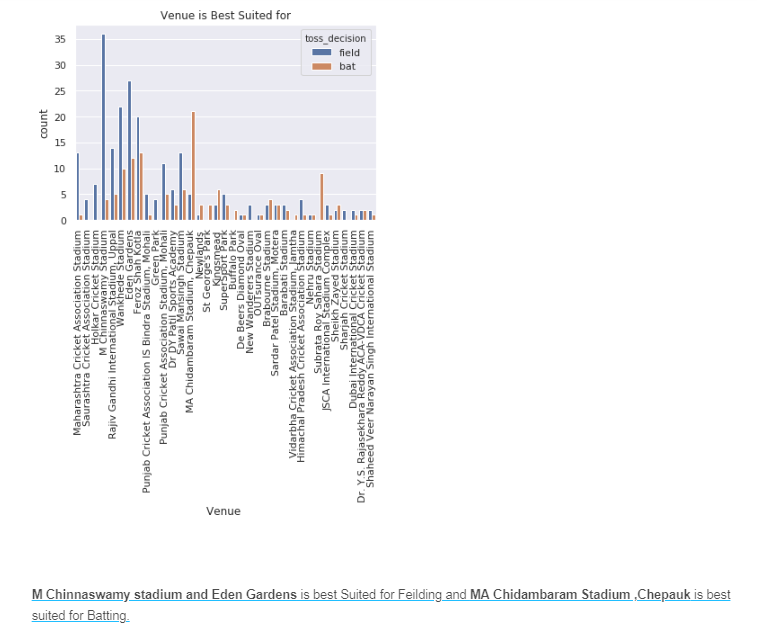 Venue is Best Suited for
toss_decision
field
bat
count
35
30
25
20
15
10
5
0
Maharashtra Cricket Association Stadium
Saurashtra Cricket Association Stadium
Holkar Cricket Stadium
M Chinnaswamy Stadium
Rajiv Gandhi International Stadium, Uppal
Wankhede Stadium
Eden Gardens
Feroz Shah Kotla
Punjab Cricket Association IS Bindra Stadium, Mohali
Green Park
Punjab Cricket Association Stadium, Mohali
Dr DY Patil Sports Academy
Sawai Mansingh Stadium
MA Chidambaram Stadium, Chepauk
Newlands
St George's Park
Kingsmead
SuperSport Park
Buffalo Park
De Beers Diamond Oval
New Wanderers Stadium
OUTsurance Oval
Brabourne Stadium
Sardar Patel Stadium, Motera
Barabati Stadium
Vidarbha Cricket Association Stadium, Jamtha
Himachal Pradesh Cricket Association Stadium
Nehru Stadium
Subrata Roy Sahara Stadium
JSCA International Stadium Complex
Sheikh Zayed Stadium
Sharjah Cricket Stadium
Dubai International Cricket Stadium
Dr. Y.S. Rajasekhara Reddy ACA-VDCA Cricket Stadium
Shaheed Veer Narayan Singh International Stadium
Venue
M Chinnaswamy stadium and Eden Gardens is best Suited for Feilding and MA Chidambaram Stadium ,Chepauk is best
suited for Batting.